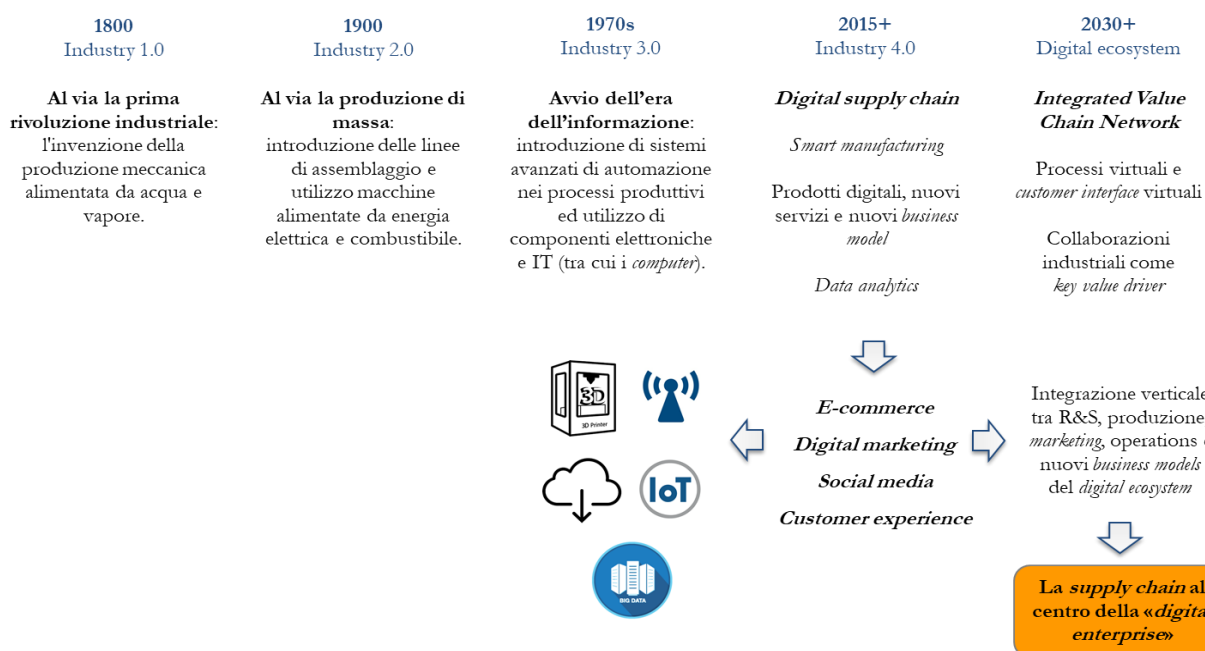 1800
Industry 1.0
Al via la prima
rivoluzione industriale:
l'invenzione della
produzione meccanica
alimentata da acqua e
vapore.
1900
Industry 2.0
Al via la produzione di
massa:
introduzione delle linee
di assemblaggio e
utilizzo macchine
alimentate da energia
elettrica e combustibile.
1970s
Industry 3.0
Avvio dell'era
dell'informazione:
introduzione di sistemi
avanzati di automazione
nei processi produttivi
ed utilizzo di
componenti elettroniche
e IT (tra cui i computer).
2015+
Industry 4.0
Digital supply chain
Smart manufacturing
Prodotti digitali, nuovi
servizi e nuovi business
model
Data analytics
2030+
Digital ecosystem
Integrated Value
Chain Network
Processi virtuali e
customer interface virtuali
Collaborazioni
industriali come
key value driver
3D
3D Printer
IoT
BIG DATA
E-commerce
Digital marketing
Social media
Customer experience
Integrazione verticale
tra R&S, produzione
marketing, operations
nuovi business models
del digital ecosystem
La supply chain al
centro della «digita
enterprise»